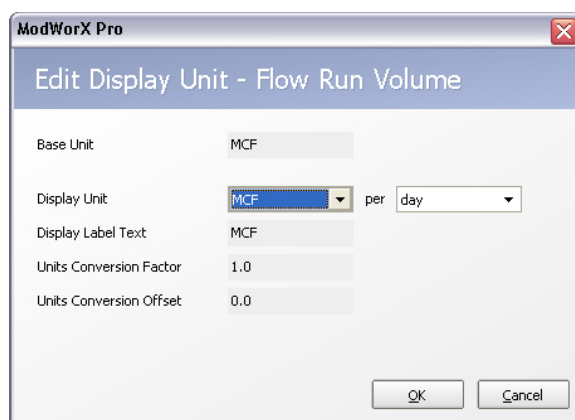 ModWorX Pro
Edit Display Unit - Flow Run Volume
Base Unit MCF
Display Unit MCF per day
Display Label Text MCF
Units Conversion Factor 1.0
Units Conversion Offset 0.0
OK Cancel